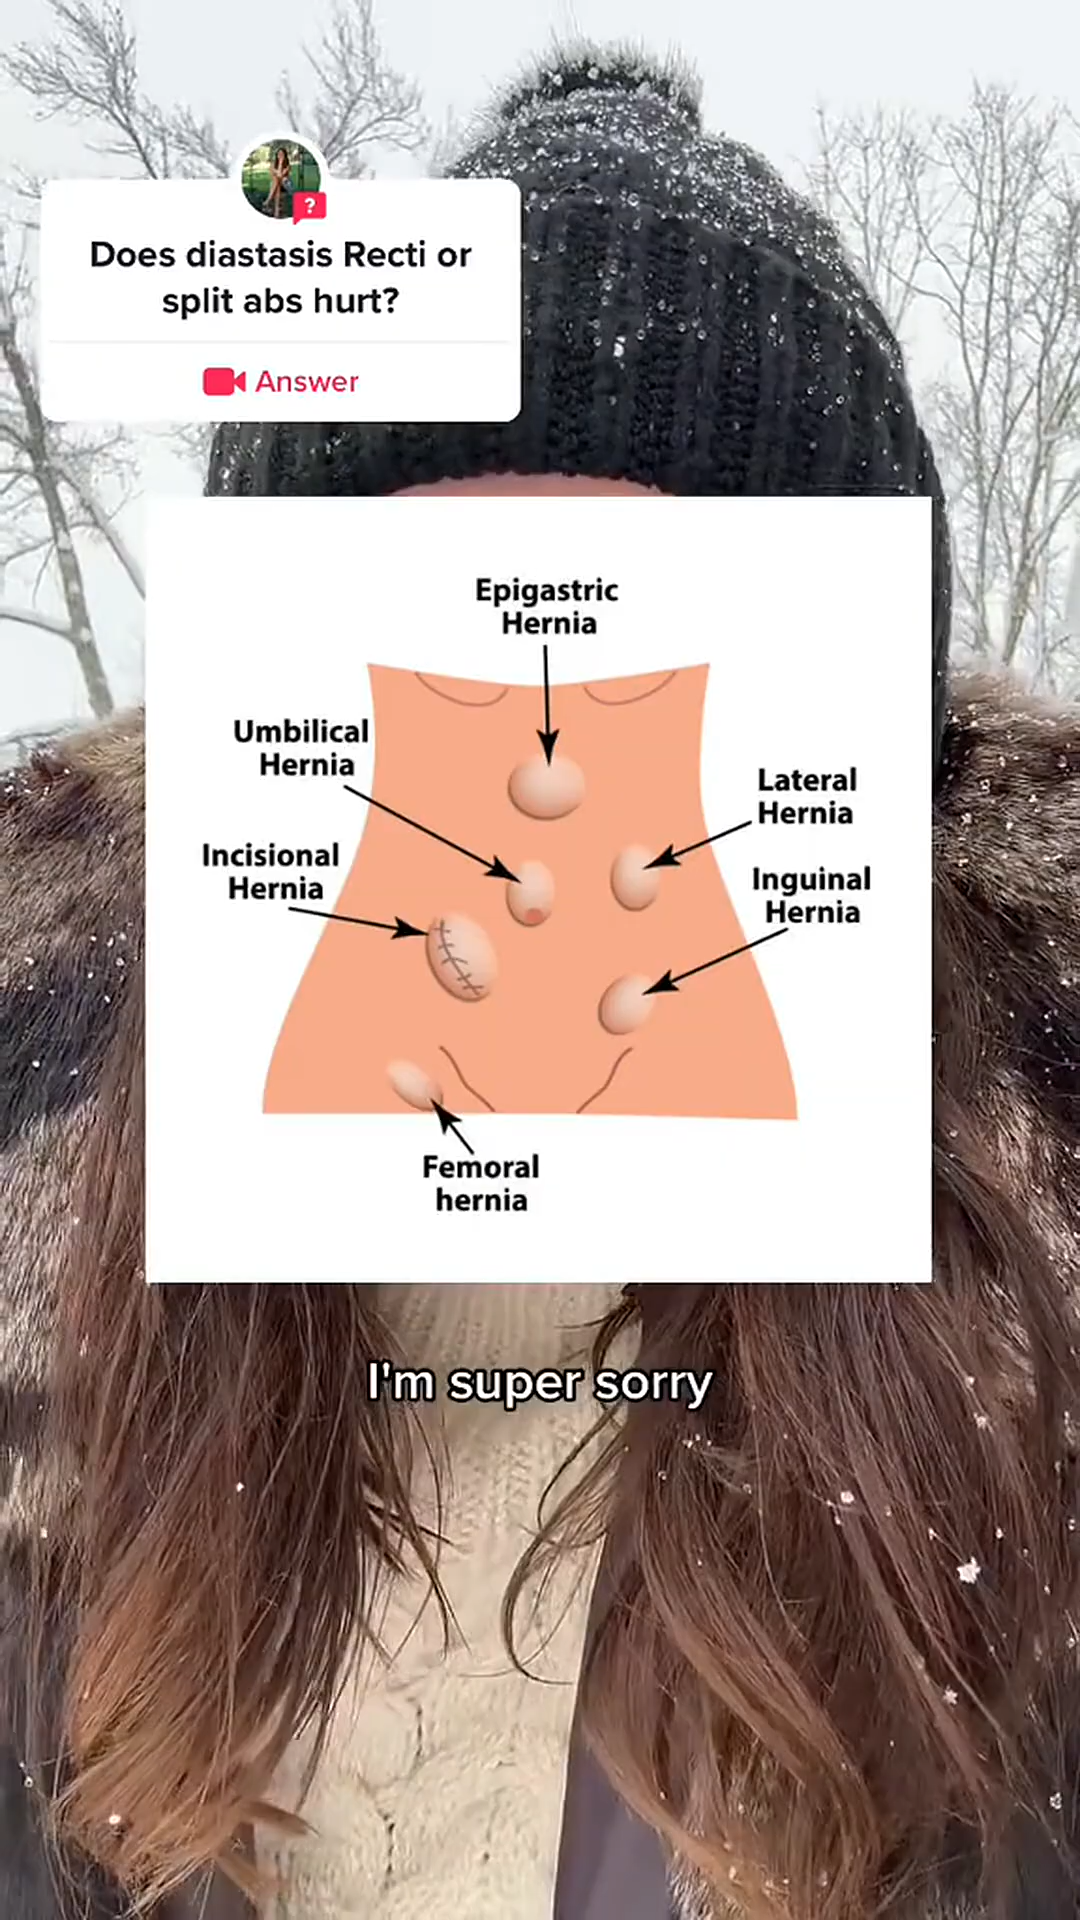 ?
Does diastasis Recti or
split abs hurt?
Answer
Epigastric
Hernia
Umbilical
Hernia
Lateral
Hernia
Incisional
Hernia
Inguinal
Hernia
Femoral
hernia
I'm super sorry